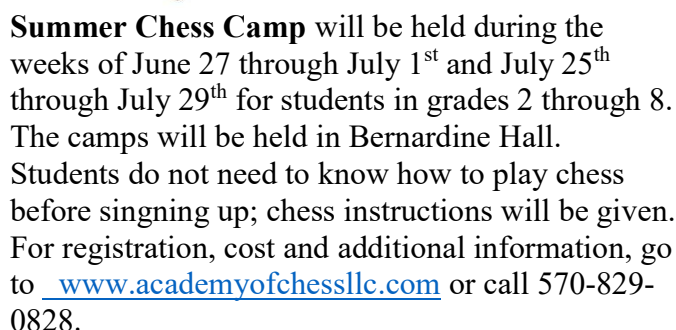 Summer Chess Camp will be held during the
weeks of June 27 through July 1st and July 25th
through July 29th for students in grades 2 through 8.
The camps will be held in Bernardine Hall.
Students do not need to know how to play chess
before singning up; chess instructions will be given.
For registration, cost and additional information, go
to www.academyofchessllc.com or call 570-829-
0828.